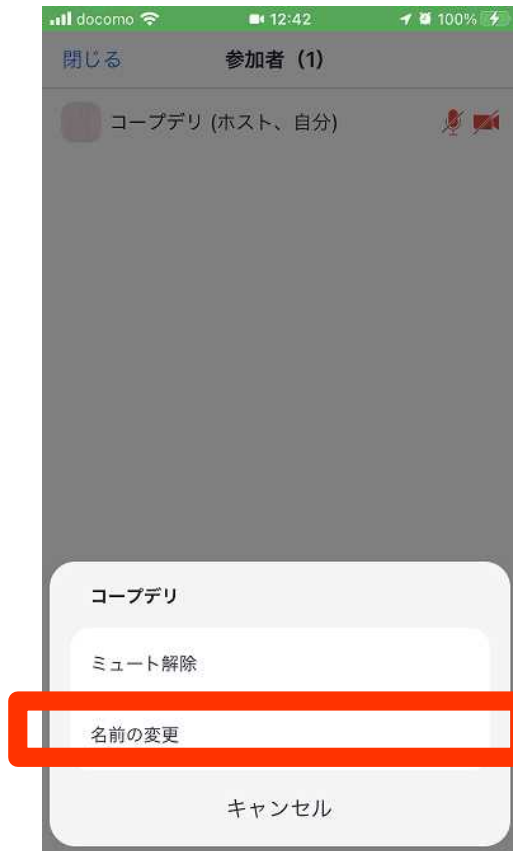 docomo 12:42 100%
閉じる 参加者 (1)
コープデリ (ホスト、自分)
コープデリ
ミュート解除
名前の変更
キャンセル